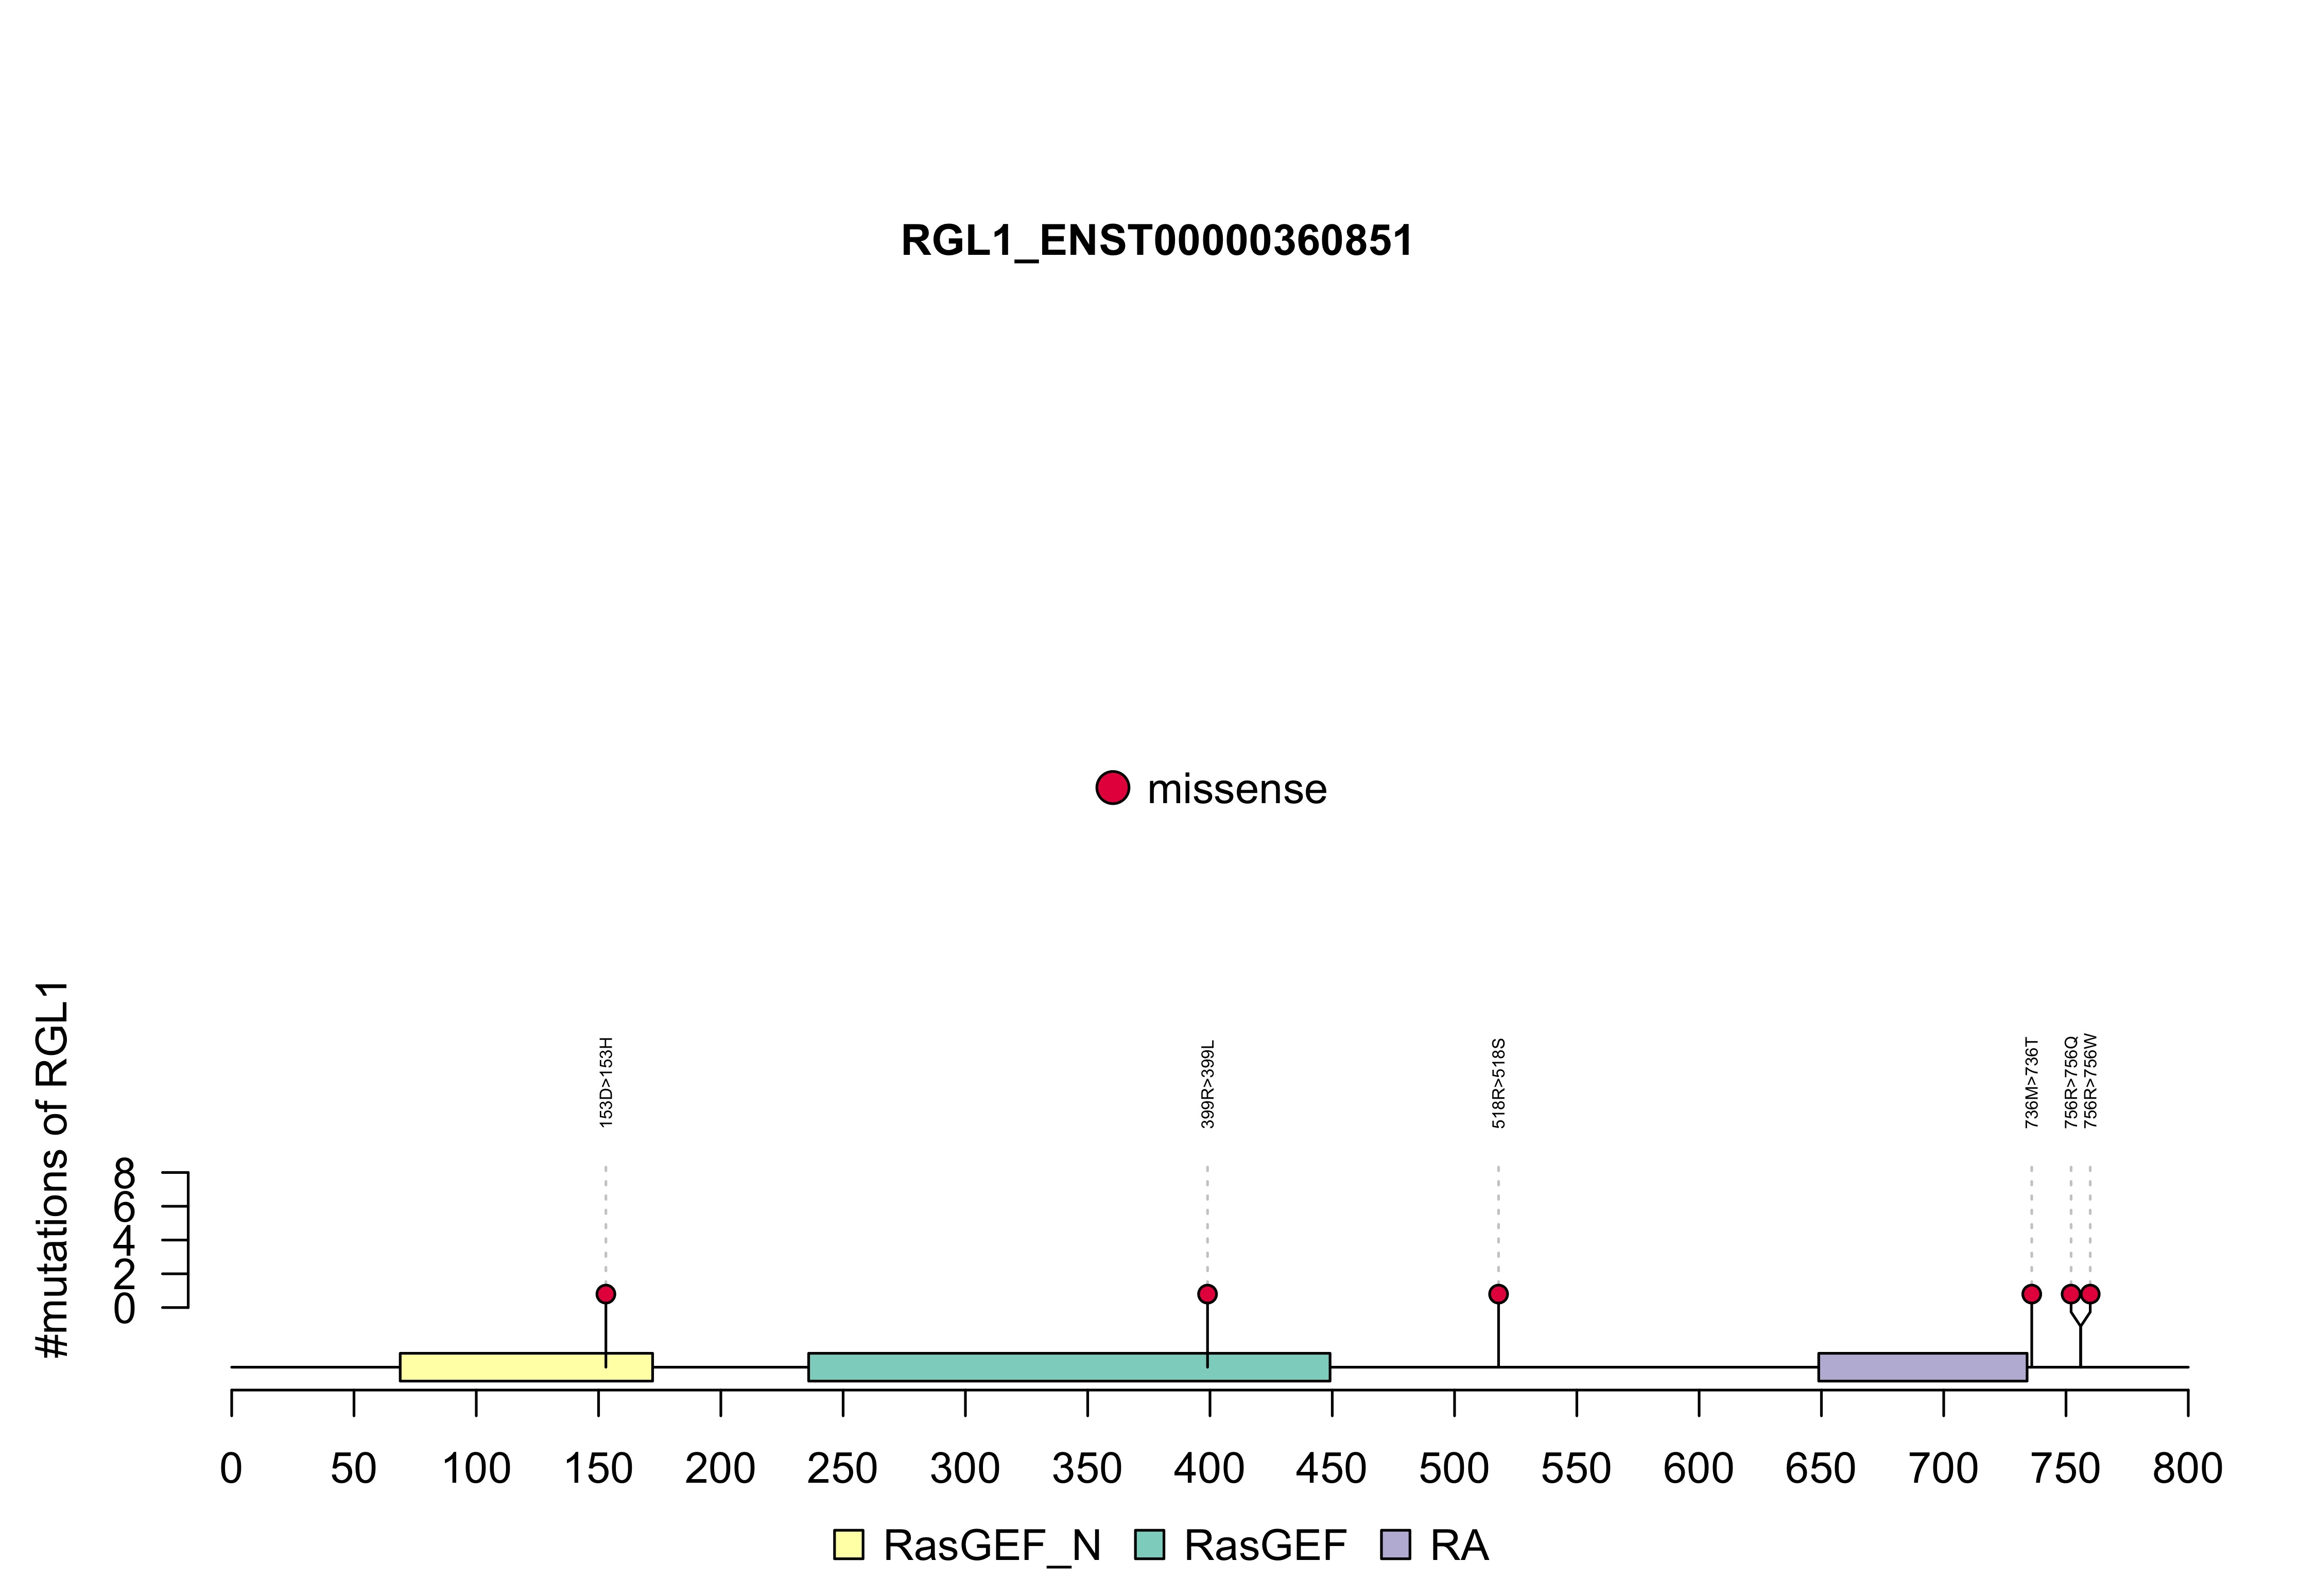 RGL1_ENST00000360851
missense
#mutations of RGL1
8
6
4
2
0
153D>153H
399R>399L
518R>518S
736M>736T
756R>756Q
756R>756W
0 50 100 150 200 250 300 350 400 450 500 550 600 650 700 750 800
RasGEF_N RasGEF RA